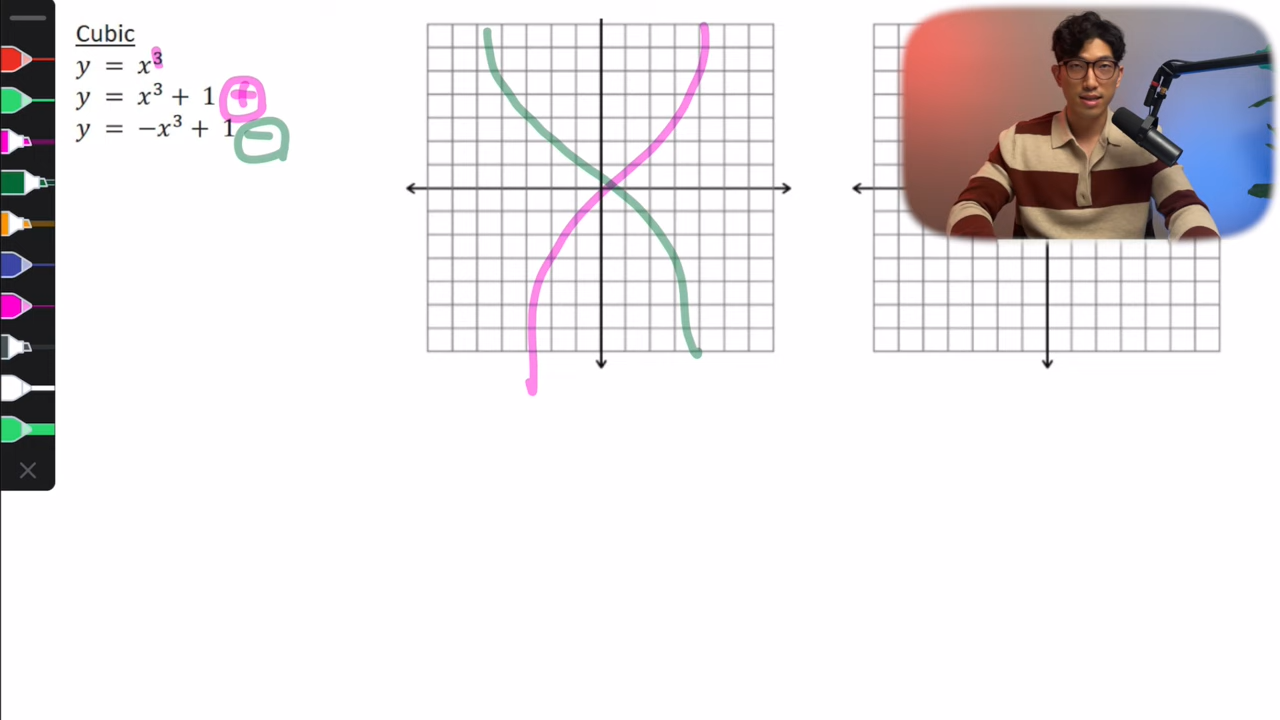 Cubic
y = x³
y = x³ + 1 +
y = −x³ + 1 −